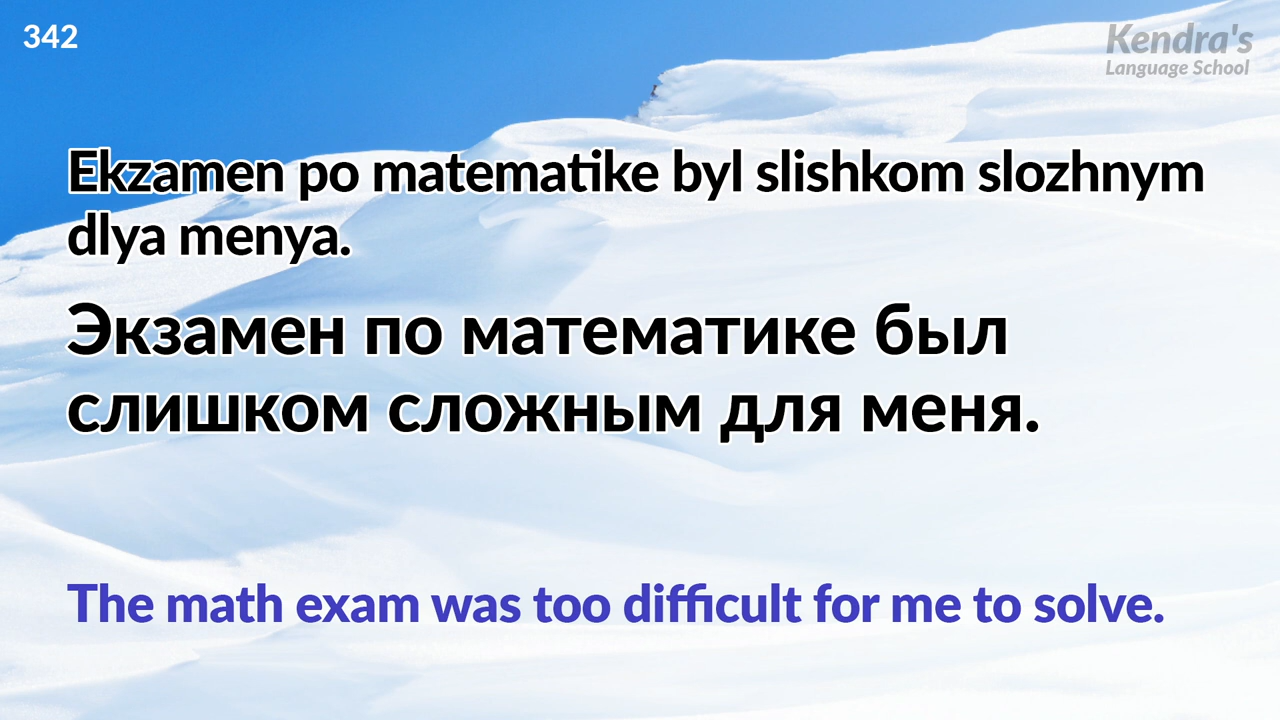 342
Kendra's
Language School
Ekzamen po matematike byl slishkom slozhnym
dlya menya.
Экзамен по математике был
слишком сложным для меня.
The math exam was too difficult for me to solve.